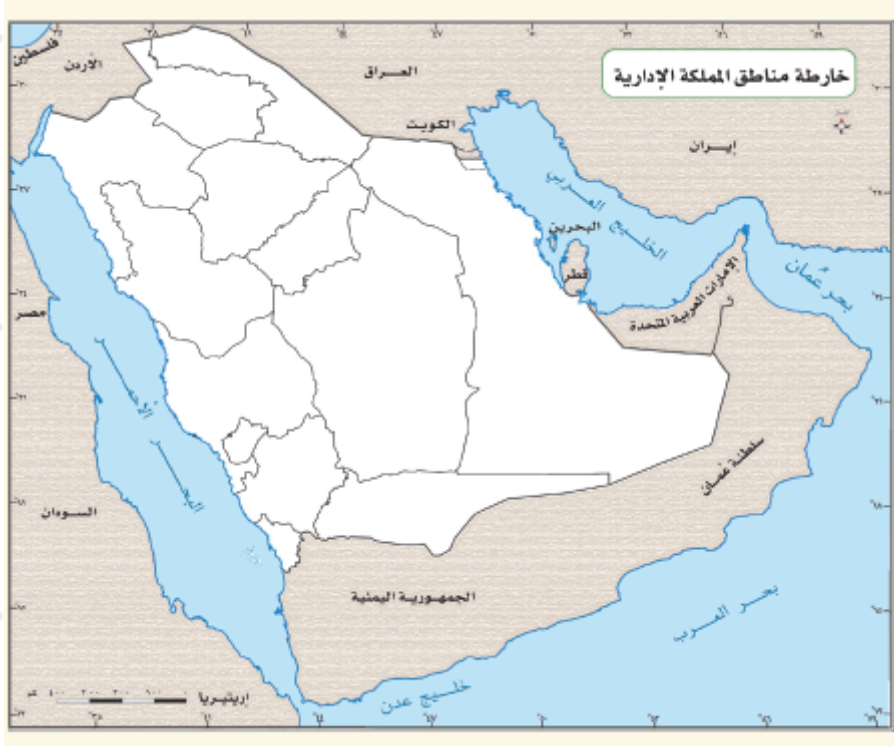 خارطة مناطق المملكة الإدارية
فلسطين
الأردن
العراق
الكويت
إيران
الخليج العربي
البحرين
قطر
الإمارات العربية المتحدة
بحر عُمان
مصر
البحر الأحمر
سلطنة عُمان
السودان
الجمهورية اليمنية
بحر العرب
خليج عدن
إريتيريا